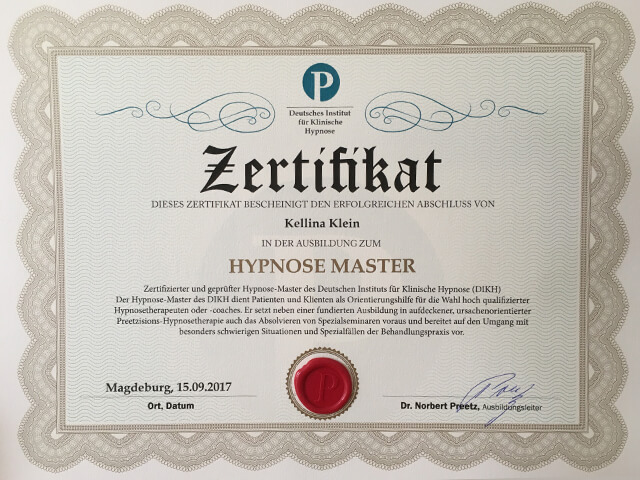 P
Deutsches Institut
für Klinische
Hypnose
Zertifikat
DIESES ZERTIFIKAT BESCHEINIGT DEN ERFOLGREICHEN ABSCHLUSS VON
Kellina Klein
IN DER AUSBILDUNG ZUM
HYPNOSE MASTER
Zertifizierter und geprüfter Hypnose-Master des Deutschen Instituts für Klinische Hypnose (DIKH)
Der Hypnose-Master des DIKH dient Patienten und Klienten als Orientierungshilfe für die Wahl hoch qualifizierter
Hypnosetherapeuten oder -coaches. Er setzt neben einer fundierten Ausbildung in aufdeckener, ursachenorientierter
Preetzisions-Hypnosetherapie auch das Absolvieren von Spezialseminaren voraus und bereitet auf den Umgang mit
besonders schwierigen Situationen und Spezialfällen der Behandlungspraxis vor.
Magdeburg, 15.09.2017
Ort, Datum
P
Dr. Norbert Preetz, Ausbildungsleiter